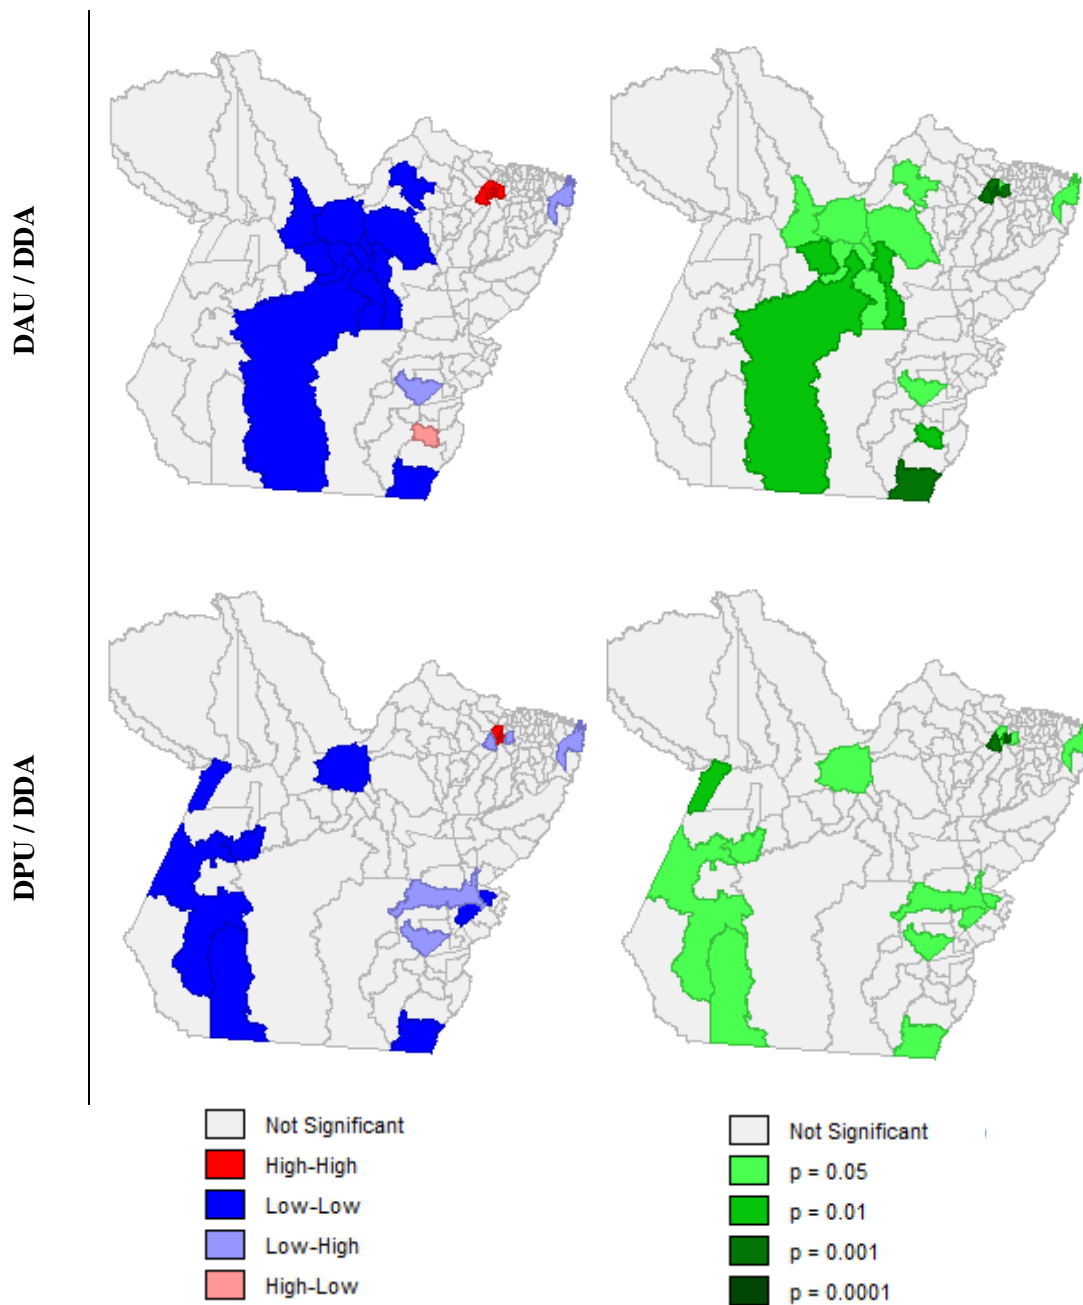 DAU / DDA
DPU / DDA
Not Significant
High-High
Low-Low
Low-High
High-Low
Not Significant
p = 0.05
p = 0.01
p = 0.001
p = 0.0001